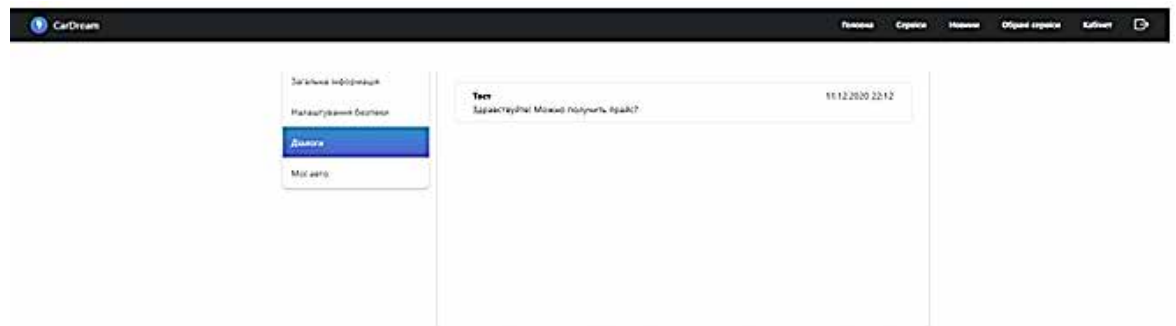 CarDream
Головна Сервіси Новини Обрані сервіси Кабінет
Загальна інформація
Налаштування безпеки
Діалоги
Мої авто
Тест
11.12.2020 22:12
Здравствуйте! Можно получить прайс?